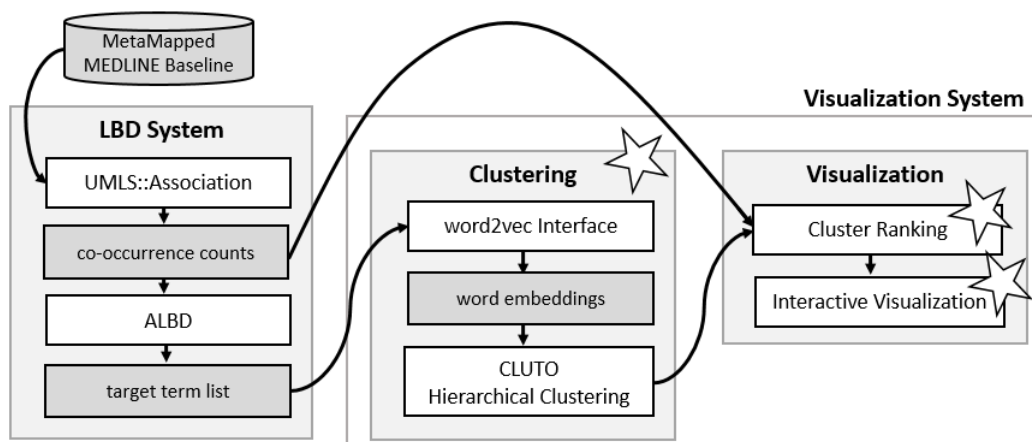 MetaMapped
MEDLINE Baseline
Visualization System
LBD System
UMLS::Association
co-occurrence counts
ALBD
target term list
Clustering
word2vec Interface
word embeddings
CLUTO
Hierarchical Clustering
Visualization
Cluster Ranking
Interactive Visualization